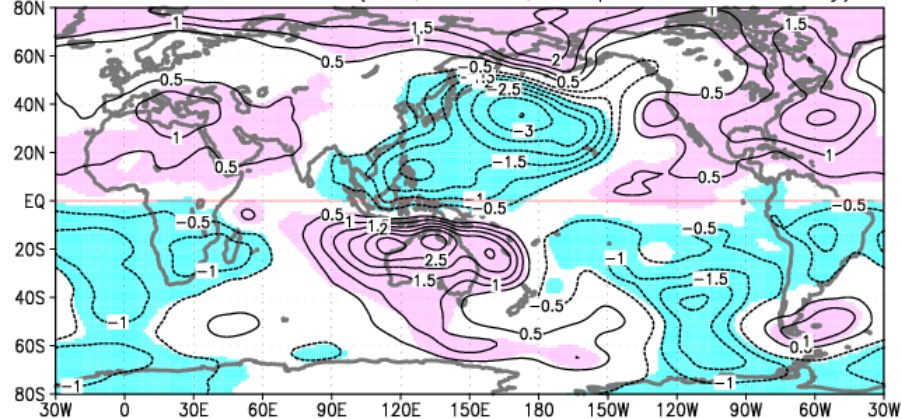 80N 1 1.5 1 1 1.5
60N 0.5 2 0.5
0.5 −0.5 −2.5 0.5
40N 1 −3
20N 0.5 −1.5 1 0.5
EQ −1 −0.5 −0.5
−0.5 0.5 1 −0.5
20S −1 2.5 −1
1.5 1 −1.5
40S −1 −0.5
0.5 1
60S
80S −1 −1
30W 0 30E 60E 90E 120E 150E 180 150W 120W 90W 60W 30W